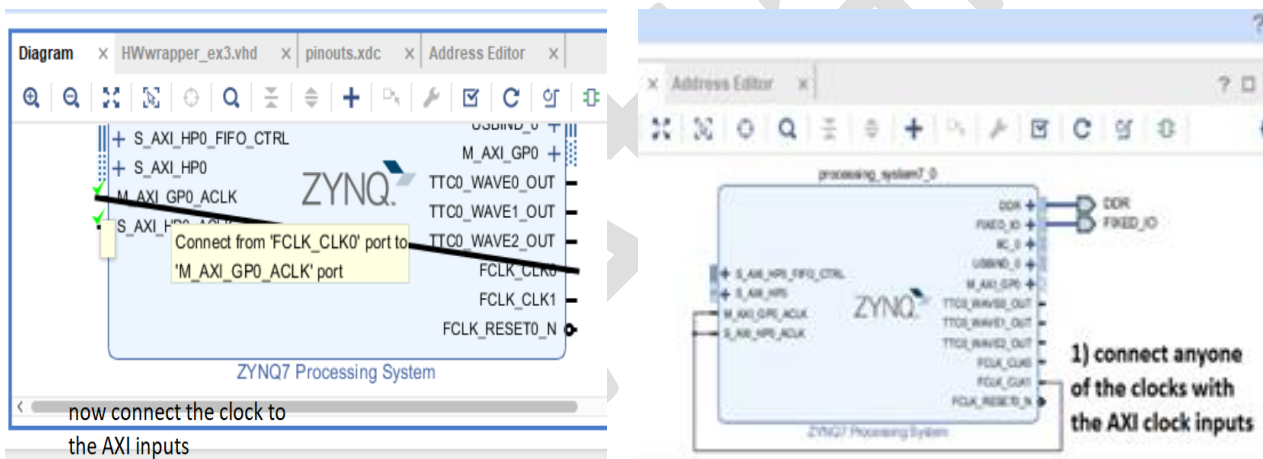 Diagram × HWwrapper_ex3.vhd × pinouts.xdc × Address Editor ×
S_AXI_HP0_FIFO_CTRL
S_AXI_HP0
M_AXI_GP0_ACLK
S_AXI_HP0_ACLK
ZYNQ
USBIND_0
M_AXI_GP0
TTC0_WAVE0_OUT
TTC0_WAVE1_OUT
TTC0_WAVE2_OUT
FCLK_CLK0
FCLK_CLK1
FCLK_RESET0_N
Connect from 'FCLK_CLK0' port to
'M_AXI_GP0_ACLK' port
ZYNQ7 Processing System
now connect the clock to
the AXI inputs
× Address Editor ×
processing_system7_0
S_AXI_HP0_FIFO_CTRL
S_AXI_HP0
M_AXI_GP0_ACLK
S_AXI_HP0_ACLK
ZYNQ
DDR
FIXED_IO
USBIND_0
M_AXI_GP0
TTC0_WAVE0_OUT
TTC0_WAVE1_OUT
TTC0_WAVE2_OUT
FCLK_CLK0
FCLK_CLK1
FCLK_RESET0_N
DDR
FIXED_IO
ZYNQ7 Processing System
1) connect anyone
of the clocks with
the AXI clock inputs